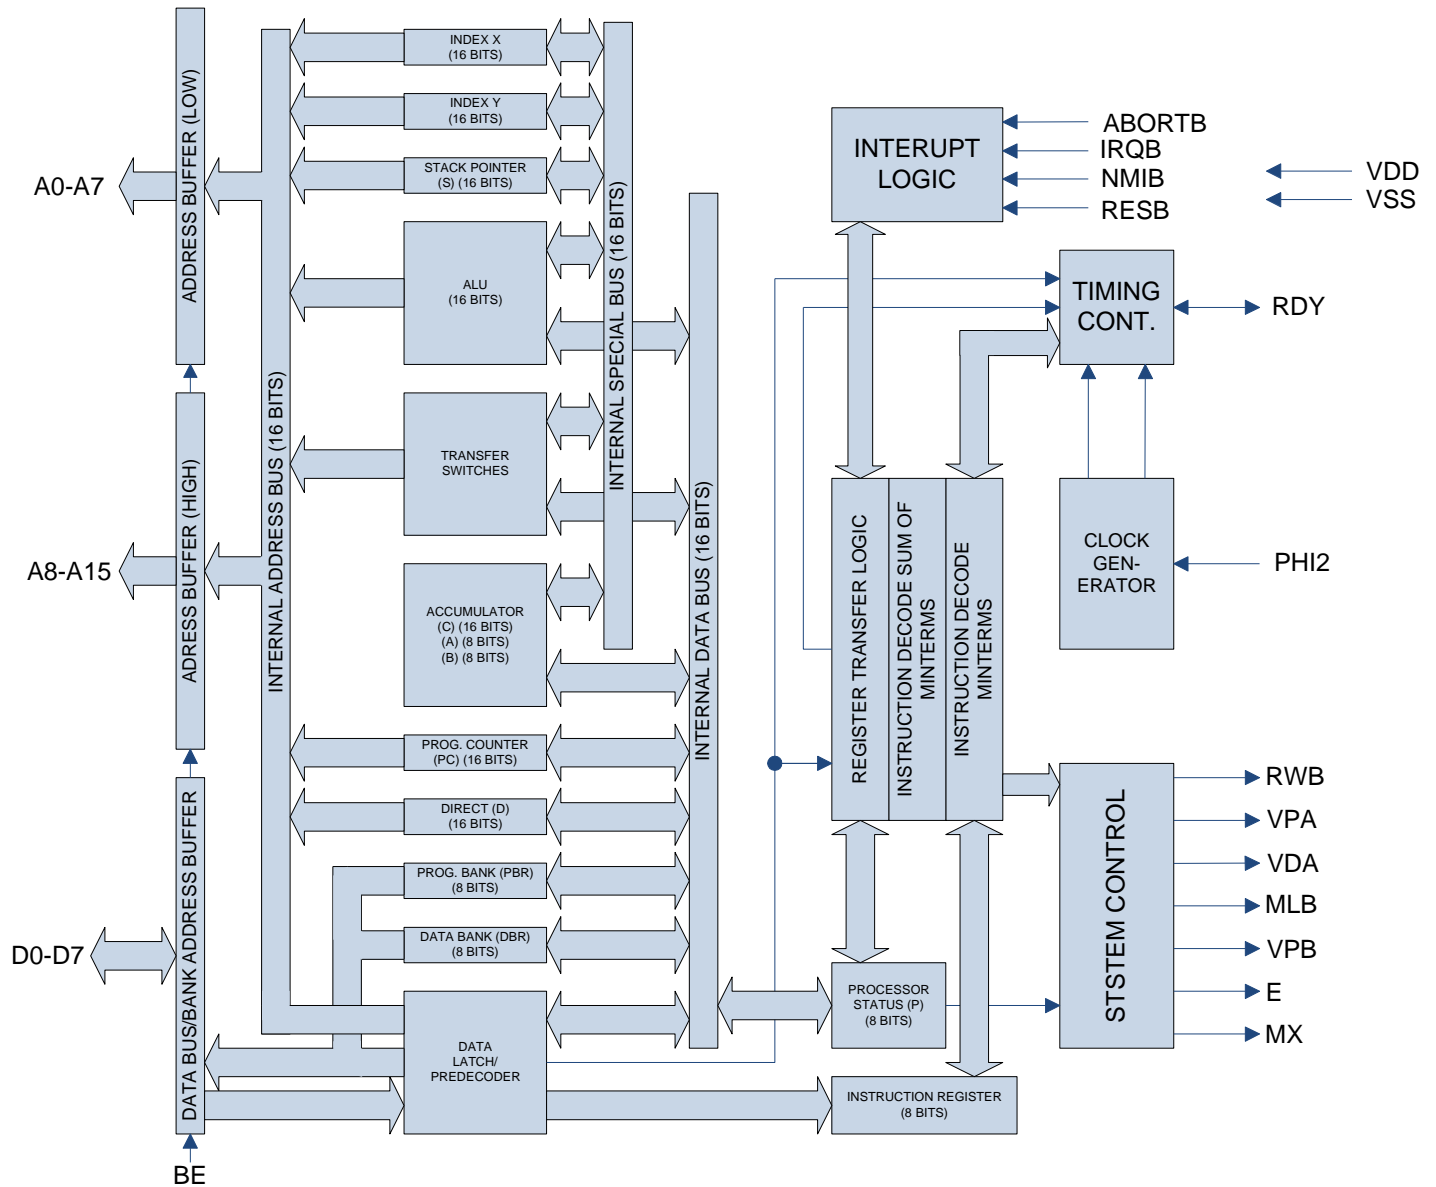 A0-A7
A8-A15
D0-D7
BE
ADDRESS BUFFER (LOW)
ADRESS BUFFER (HIGH)
DATA BUS/BANK ADDRESS BUFFER
INTERNAL ADDRESS BUS (16 BITS)
INDEX X
(16 BITS)
INDEX Y
(16 BITS)
STACK POINTER
(S) (16 BITS)
ALU
(16 BITS)
TRANSFER
SWITCHES
ACCUMULATOR
(C) (16 BITS)
(A) (8 BITS)
(B) (8 BITS)
PROG. COUNTER
(PC) (16 BITS)
DIRECT (D)
(16 BITS)
PROG. BANK (PBR)
(8 BITS)
DATA BANK (DBR)
(8 BITS)
DATA
LATCH/
PREDECODER
INTERNAL SPECIAL BUS (16 BITS)
INTERNAL DATA BUS (16 BITS)
INTERUPT
LOGIC
ABORTB
IRQB
NMIB
RESB
VDD
VSS
TIMING
CONT.
RDY
REGISTER TRANSFER LOGIC
INSTRUCTION DECODE SUM OF
MINTERMS
INSTRUCTION DECODE
MINTERMS
CLOCK
GEN-
ERATOR
PHI2
PROCESSOR
STATUS (P)
(8 BITS)
INSTRUCTION REGISTER
(8 BITS)
STSTEM CONTROL
RWB
VPA
VDA
MLB
VPB
E
MX